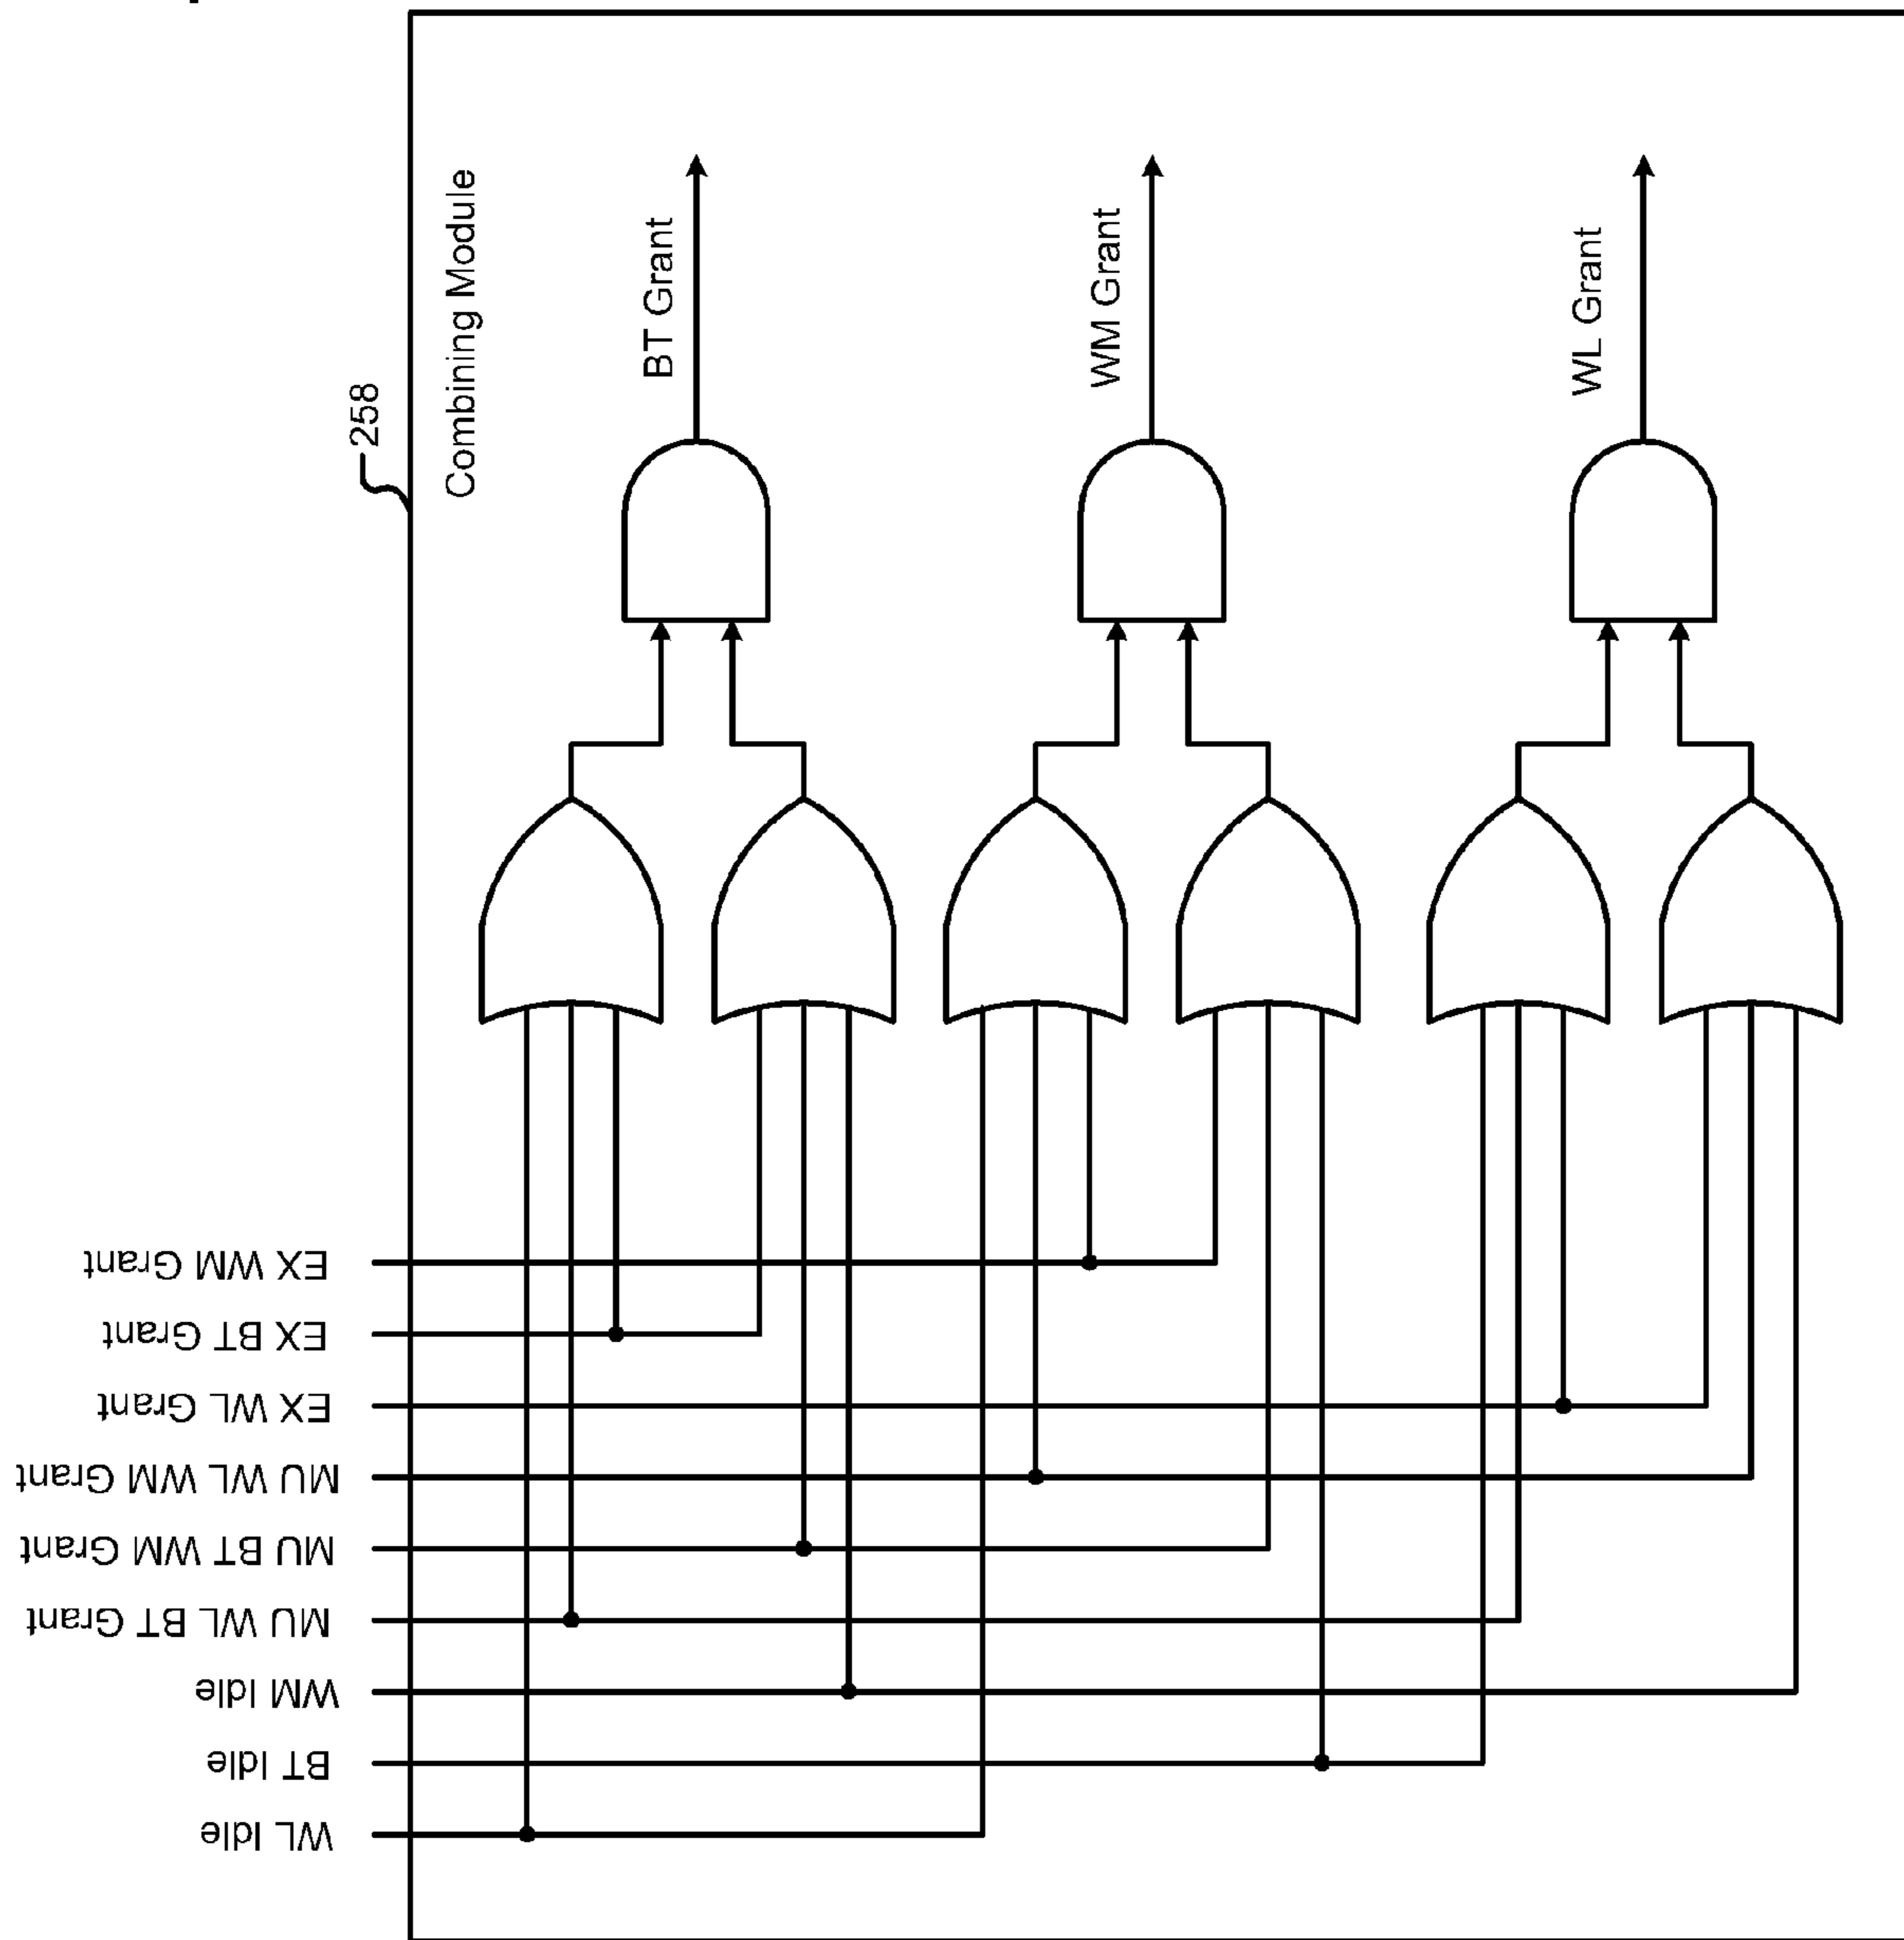 258
Combining Module
BT Grant
WM Grant
WL Grant
EX WM Grant
EX BT Grant
EX WL Grant
MU WL WM Grant
MU BT WM Grant
MU WL BT Grant
WM Idle
BT Idle
WL Idle